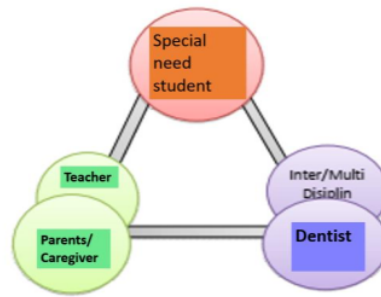 Special
need
student
Teacher
Parents/
Caregiver
Inter/Multi
Disiplin
Dentist